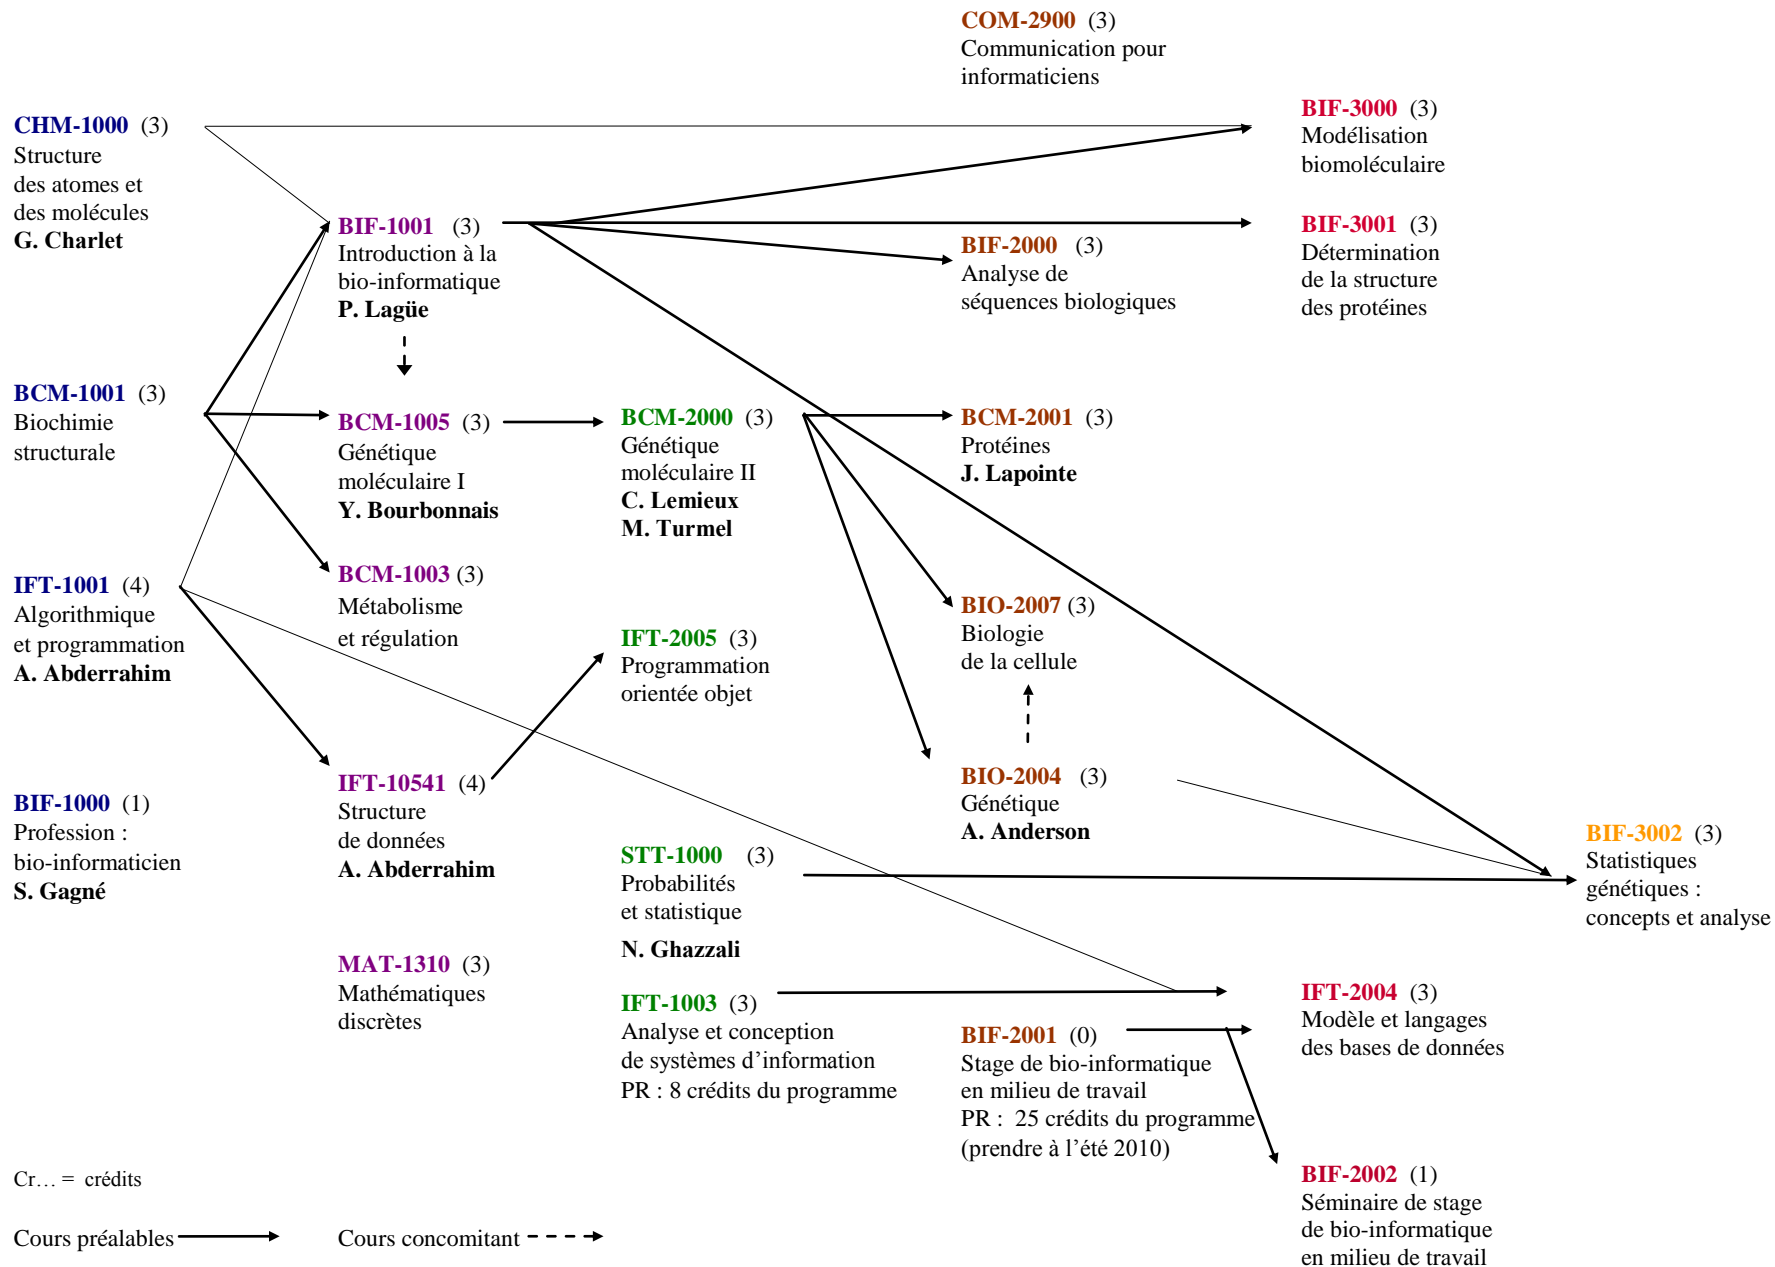 COM-2900 (3)
Communication pour
informaticiens
CHM-1000 (3)
Structure
des atomes et
des molécules
G. Charlet
BCM-1001 (3)
Biochimie
structurale
IFT-1001 (4)
Algorithmique
et programmation
A. Abderrahim
BIF-1000 (1)
Profession :
bio-informaticien
S. Gagné
BIF-1001 (3)
Introduction à la
bio-informatique
P. Lagüe
BCM-1005 (3)
Génétique
moléculaire I
Y. Bourbonnais
BCM-1003 (3)
Métabolisme
et régulation
IFT-10541 (4)
Structure
de données
A. Abderrahim
MAT-1310 (3)
Mathématiques
discrètes
BCM-2000 (3)
Génétique
moléculaire II
C. Lemieux
M. Turmel
IFT-2005 (3)
Programmation
orientée objet
STT-1000 (3)
Probabilités
et statistique
N. Ghazzali
IFT-1003 (3)
Analyse et conception
de systèmes d’information
PR : 8 crédits du programme
BIF-2000 (3)
Analyse de
séquences biologiques
BCM-2001 (3)
Protéines
J. Lapointe
BIO-2007 (3)
Biologie
de la cellule
BIO-2004 (3)
Génétique
A. Anderson
BIF-2001 (0)
Stage de bio-informatique
en milieu de travail
PR : 25 crédits du programme
(prendre à l’été 2010)
BIF-3000 (3)
Modélisation
biomoléculaire
BIF-3001 (3)
Détermination
de la structure
des protéines
IFT-2004 (3)
Modèle et langages
des bases de données
BIF-2002 (1)
Séminaire de stage
de bio-informatique
en milieu de travail
BIF-3002 (3)
Statistiques
génétiques :
concepts et analyse
Cr… = crédits
Cours préalables
Cours concomitant